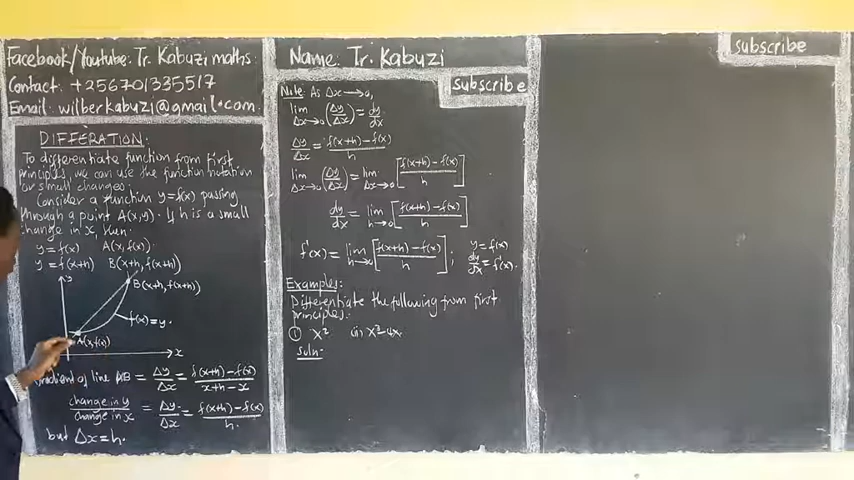 Facebook/Youtube: Tr. Kabuzi maths
Contact: +256701335517
Email: wilberkabuzi@gmail.com
DIFFERATION:
To differentiate function from first
principles, we can use the function notation
or small changes.
Consider a function y=f(x) passing
through a point A(x,y). If h is a small
change in x, then.
y = f(x) A(x, f(x))
y = f(x+h) B(x+h, f(x+h))
y
B(x+h, f(x+h))
f(x)=y.
A(x, f(x))
x
Gradient of line AB = Δy/Δx = f(x+h)-f(x)/x+h-x
change in y/change in x = Δy/Δx = f(x+h)-f(x)/h.
but Δx=h.
Name: Tr. Kabuzi
subscribe
Note: As Δx→0,
lim Δx→0 (Δy/Δx) = dy/dx
Δy/Δx = f(x+h)-f(x)/h
lim Δx→0 (Δy/Δx) = lim Δx→0 [f(x+h)-f(x)/h]
dy/dx = lim h→0 [f(x+h)-f(x)/h]
f'(x) = lim h→0 [f(x+h)-f(x)/h]; y=f(x)
dy/dx = f'(x).
Examples:
Differentiate the following from first
principles.
(i) x² (ii) x²-4x
Soln:
subscribe